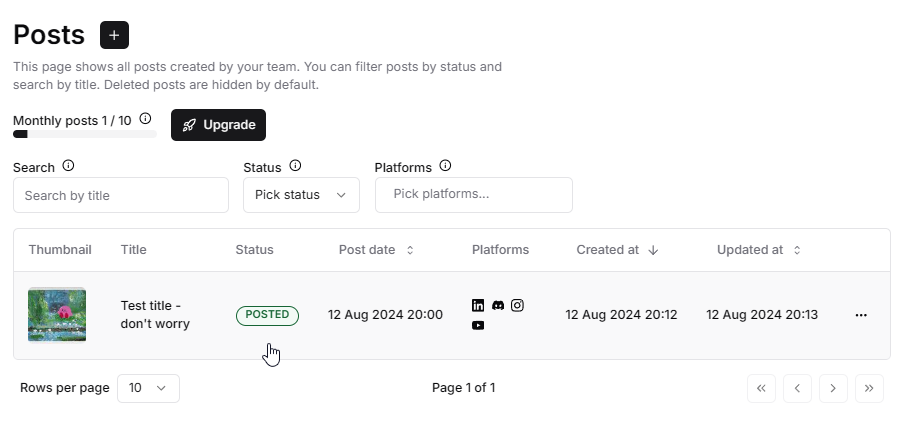 Posts
This page shows all posts created by your team. You can filter posts by status and
search by title. Deleted posts are hidden by default.
Monthly posts 1 / 10
Upgrade
Search
Status
Platforms
Search by title
Pick status
Pick platforms...
Thumbnail
Title
Status
Post date
Platforms
Created at
Updated at
Test title -
don't worry
POSTED
12 Aug 2024 20:00
12 Aug 2024 20:12
12 Aug 2024 20:13
Rows per page
10
Page 1 of 1